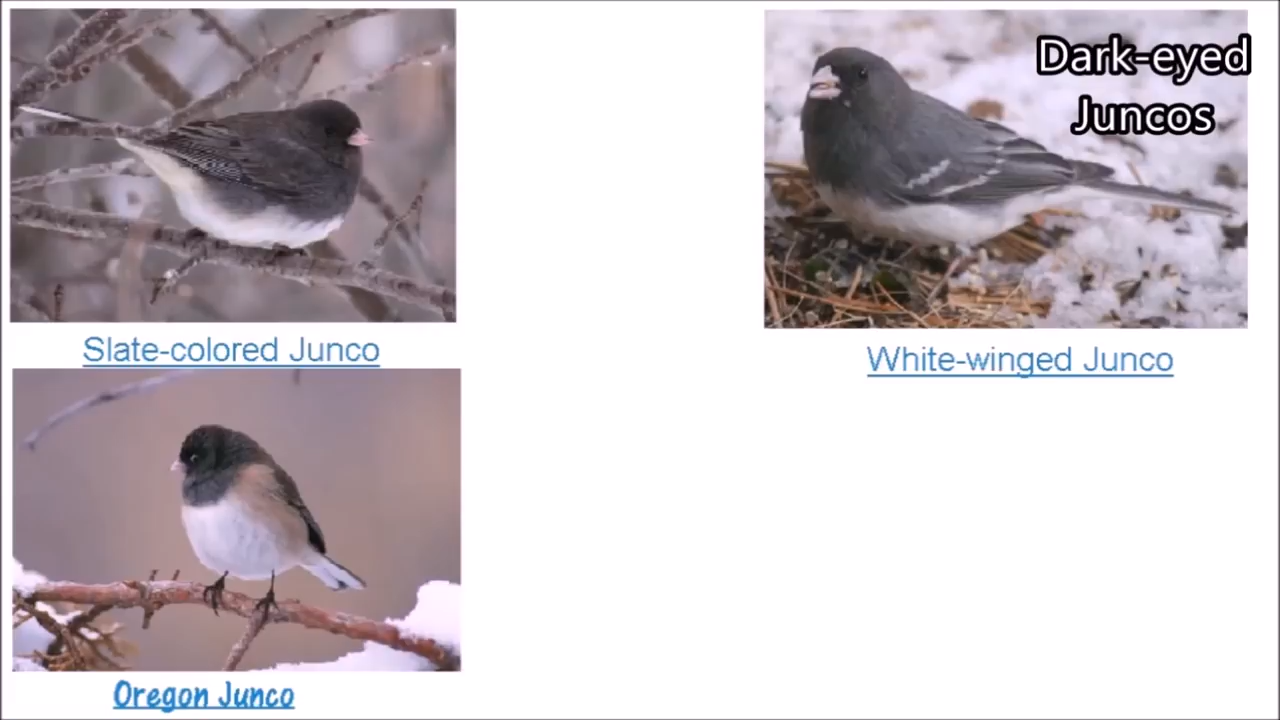 Dark-eyed
Juncos
Slate-colored Junco
White-winged Junco
Oregon Junco